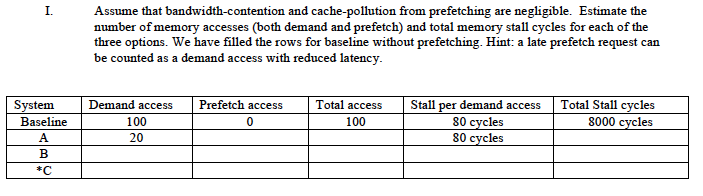 I. Assume that bandwidth-contention and cache-pollution from prefetching are negligible. Estimate the
number of memory accesses (both demand and prefetch) and total memory stall cycles for each of the
three options. We have filled the rows for baseline without prefetching. Hint: a late prefetch request can
be counted as a demand access with reduced latency.
System Demand access Prefetch access Total access Stall per demand access Total Stall cycles
Baseline 100 0 100 80 cycles 8000 cycles
A 20 80 cycles
B
*C